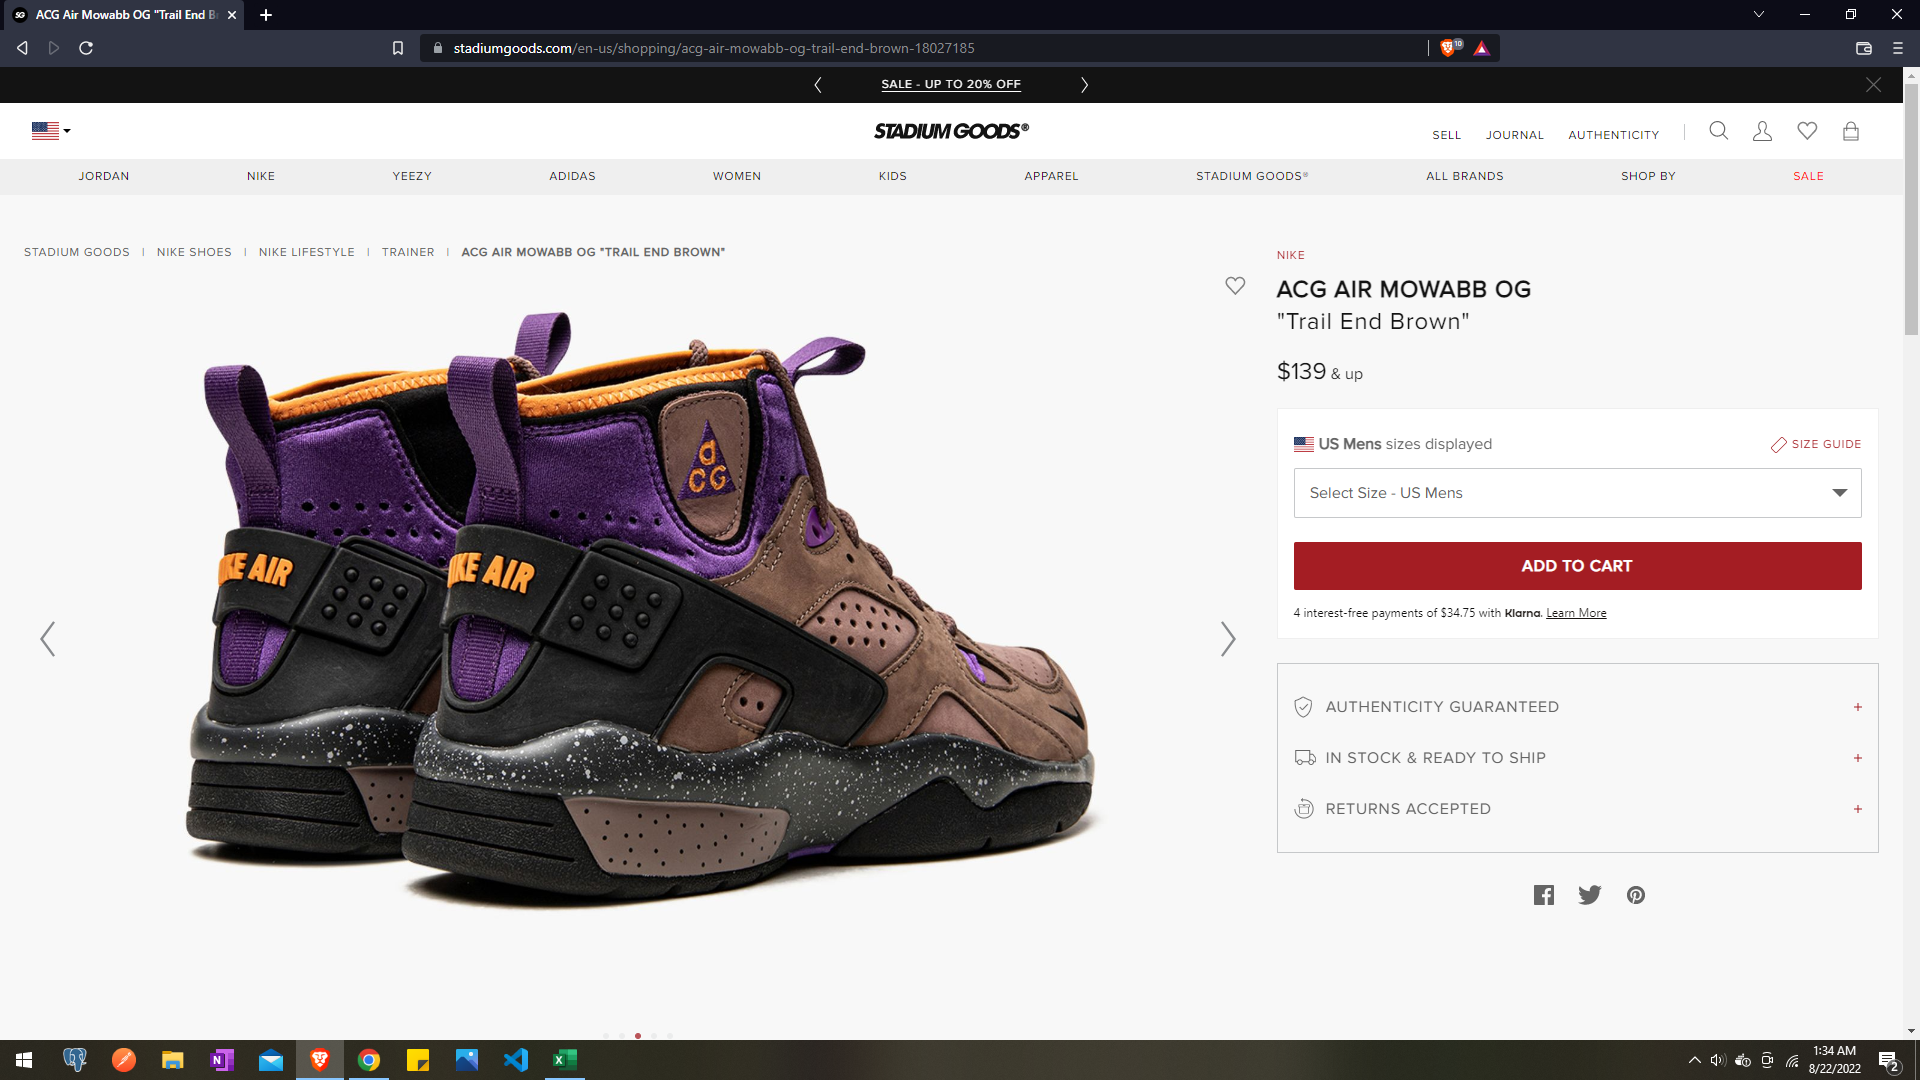 ACG Air Mowabb OG "Trail End B
stadiumgoods.com/en-us/shopping/acg-air-mowabb-og-trail-end-brown-18027185
10
SALE - UP TO 20% OFF
STADIUM GOODS®
SELL JOURNAL AUTHENTICITY
JORDAN NIKE YEEZY ADIDAS WOMEN KIDS APPAREL STADIUM GOODS® ALL BRANDS SHOP BY SALE
STADIUM GOODS | NIKE SHOES | NIKE LIFESTYLE | TRAINER | ACG AIR MOWABB OG "TRAIL END BROWN"
NIKE
ACG AIR MOWABB OG
"Trail End Brown"
$139 & up
US Mens sizes displayed
SIZE GUIDE
Select Size - US Mens
ADD TO CART
4 interest-free payments of $34.75 with Klarna. Learn More
AUTHENTICITY GUARANTEED +
IN STOCK & READY TO SHIP +
RETURNS ACCEPTED +
a
CG
KE AIR
IKE AIR
1:34 AM
8/22/2022
2